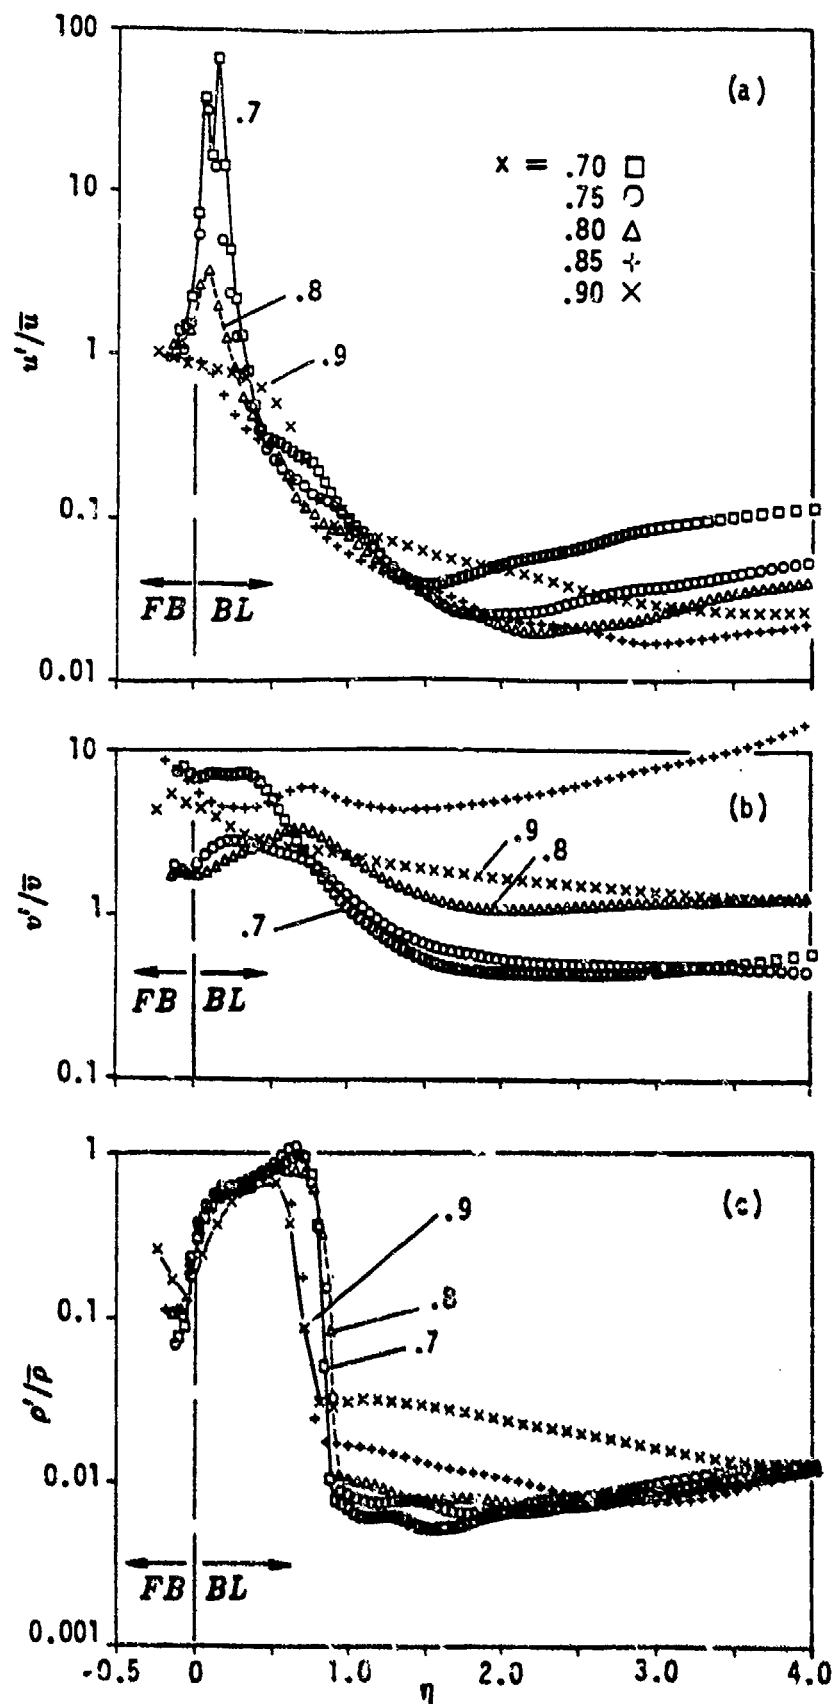 100
(a)
.7
x = .70 □
10
.75 ○
.80 △
.85 +
.90 ×
.8
u'/u̅
1
.9
0.1
FB BL
0.01
10
(b)
.9
.8
v'/v̅
1
.7
FB BL
0.1
1
(c)
.9
0.1
.8
.7
ρ'/ρ̅
0.01
FB BL
0.001
-0.5 0 1.0 2.0 3.0 4.0
η